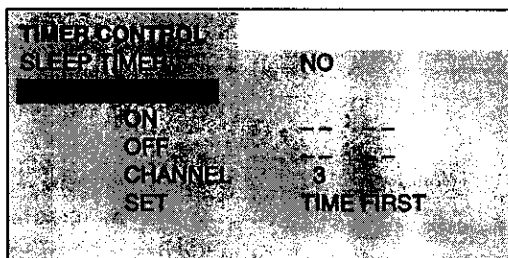 TIMER CONTROL
SLEEP TIMER NO
ON -- --
OFF -- --
CHANNEL 3
SET TIME FIRST